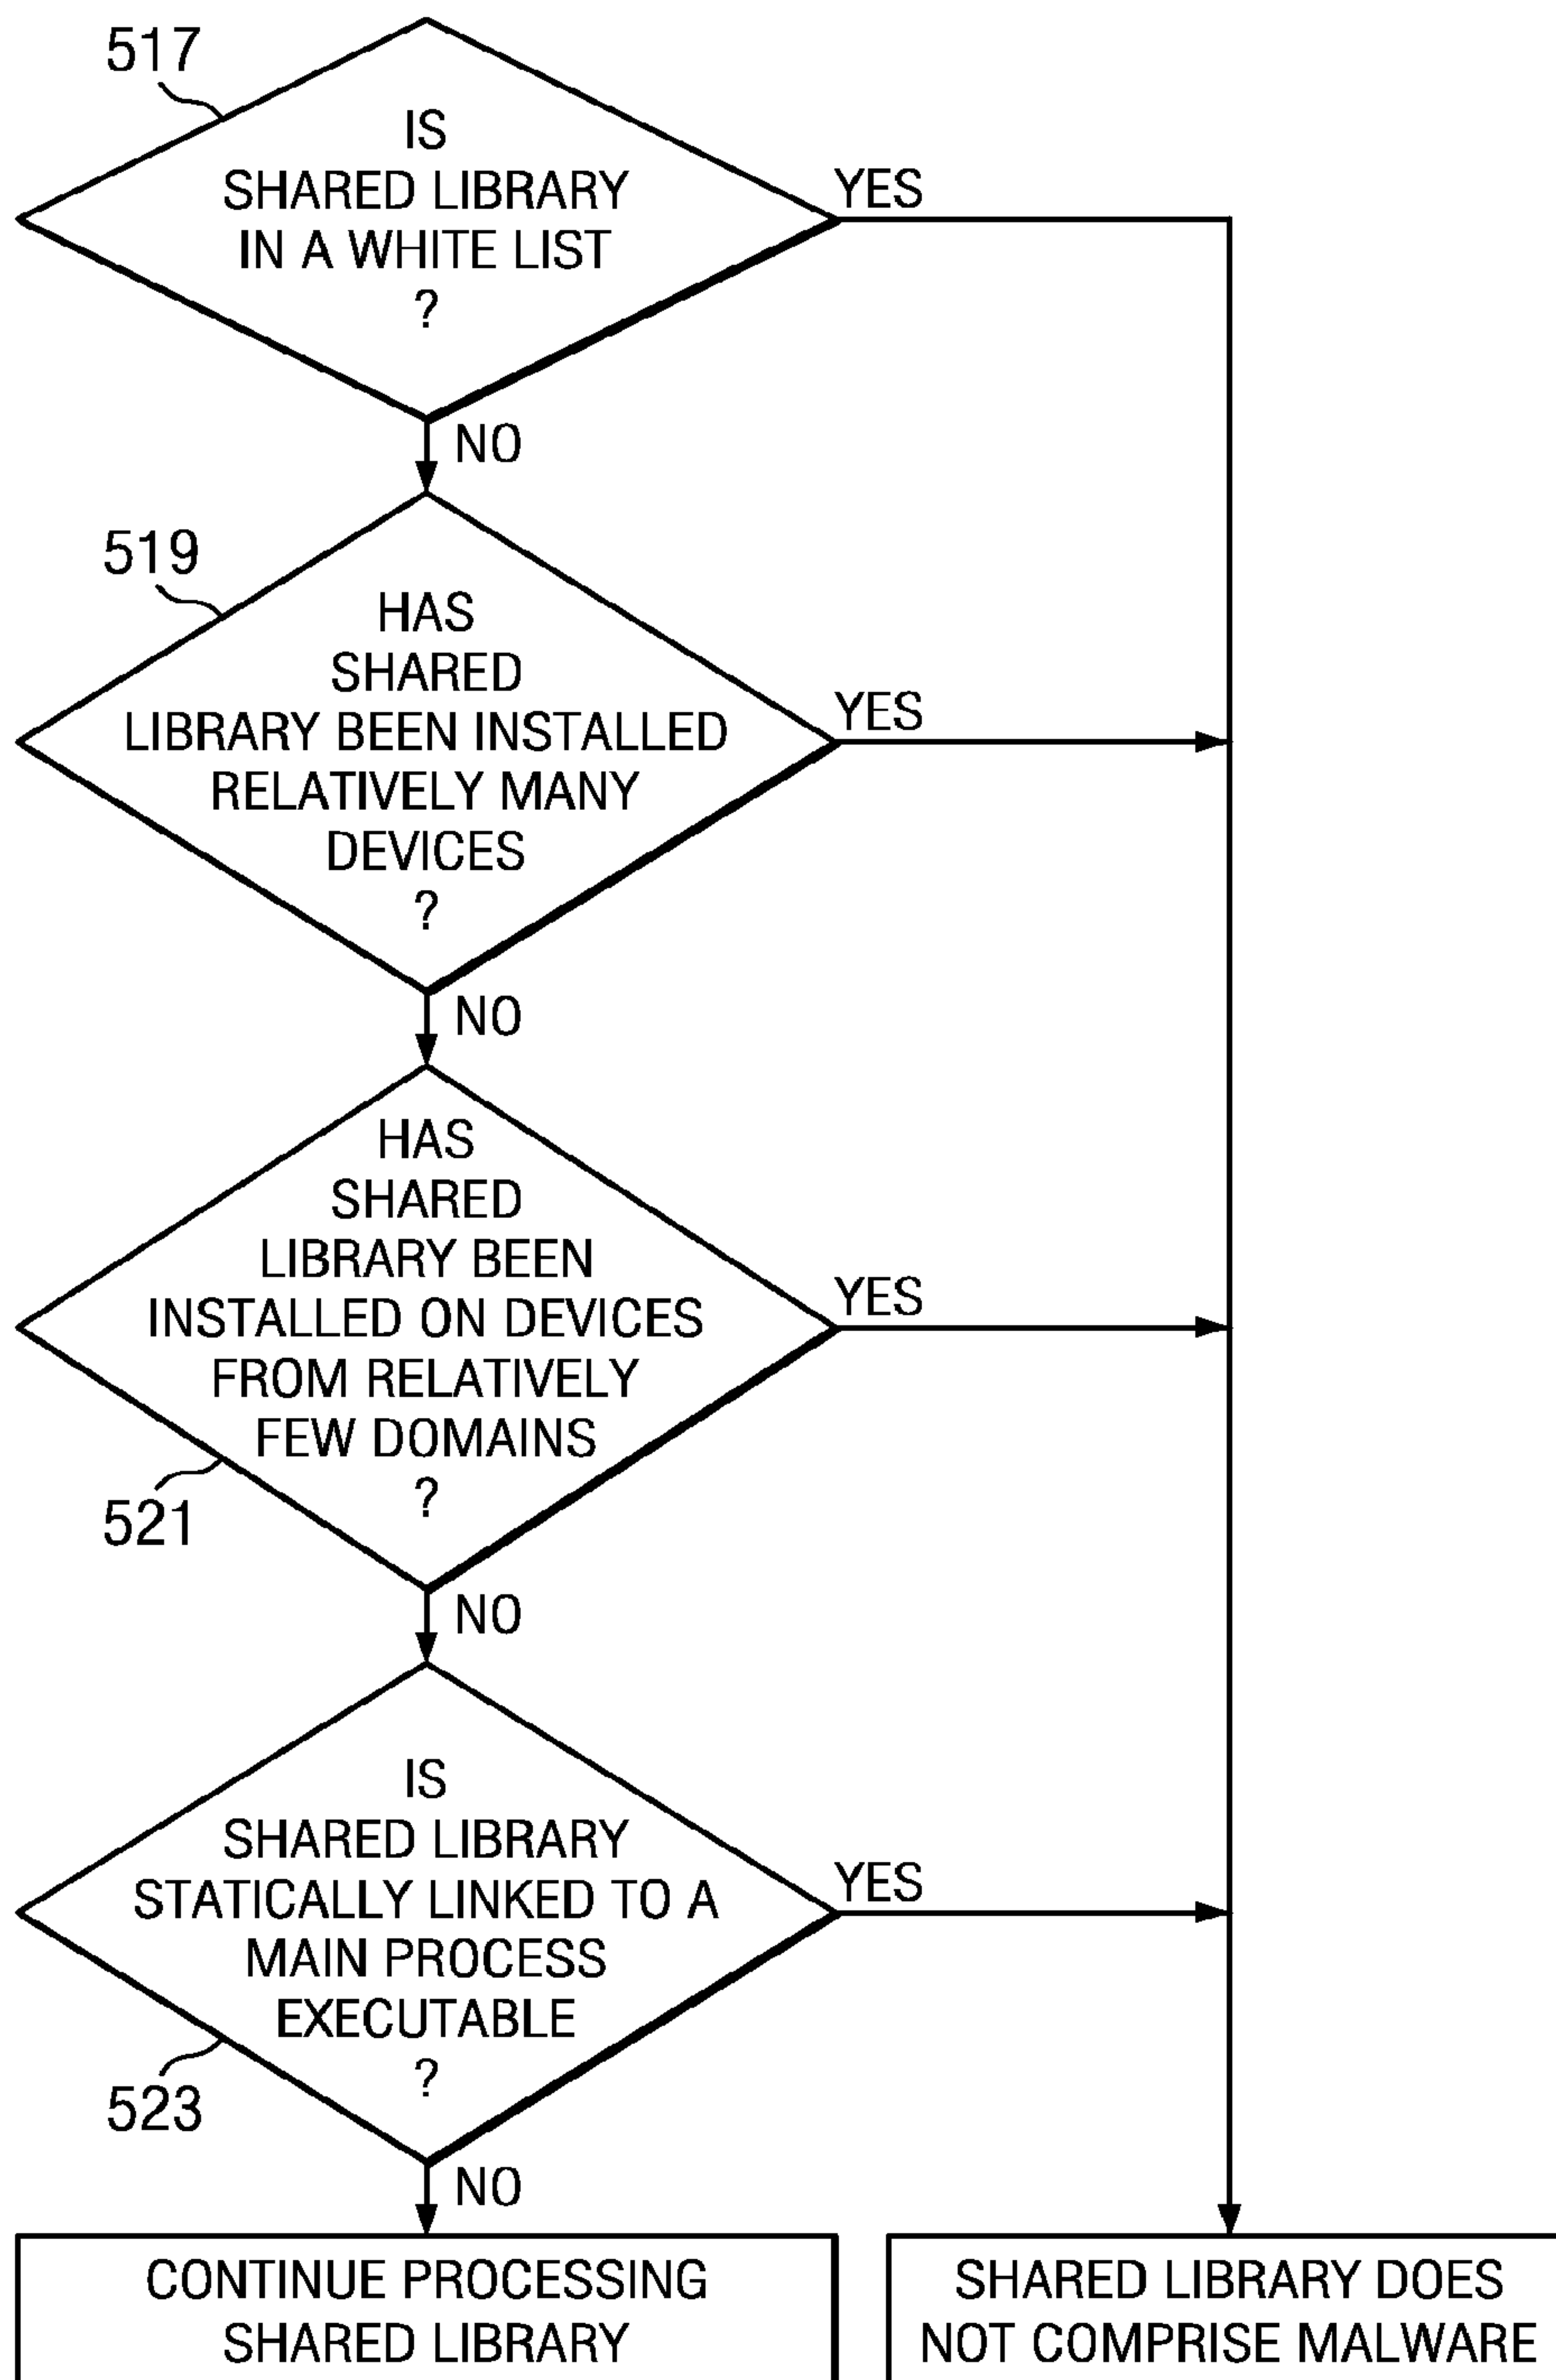 517
IS
SHARED LIBRARY
IN A WHITE LIST
?
YES
NO
519
HAS
SHARED
LIBRARY BEEN INSTALLED
RELATIVELY MANY
DEVICES
?
YES
NO
HAS
SHARED
LIBRARY BEEN
INSTALLED ON DEVICES
FROM RELATIVELY
FEW DOMAINS
?
521
YES
NO
IS
SHARED LIBRARY
STATICALLY LINKED TO A
MAIN PROCESS
EXECUTABLE
?
523
YES
NO
CONTINUE PROCESSING
SHARED LIBRARY
SHARED LIBRARY DOES
NOT COMPRISE MALWARE